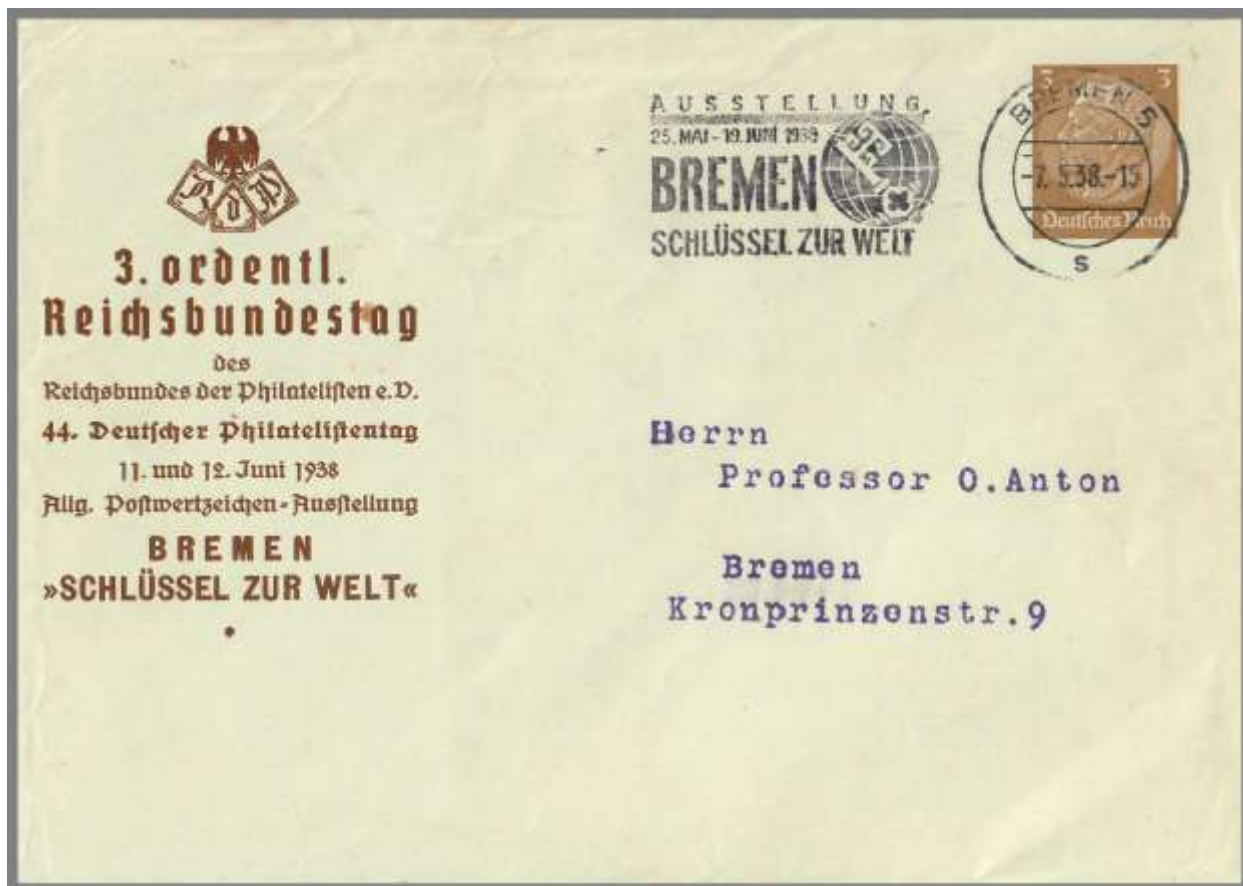 R d P
3. ordentl.
Reichsbundestag
des
Reichsbundes der Philatelisten e.V.
44. Deutscher Philatelistentag
11. und 12. Juni 1938
Allg. Postwertzeichen-Ausstellung
BREMEN
»SCHLÜSSEL ZUR WELT«
AUSSTELLUNG
25. MAI - 19. JUNI 1938
BREMEN
SCHLÜSSEL ZUR WELT
BREMEN 5
-7.5.38.-15
S
3 3
Deutsches Reich
Herrn
Professor O.Anton
Bremen
Kronprinzenstr.9